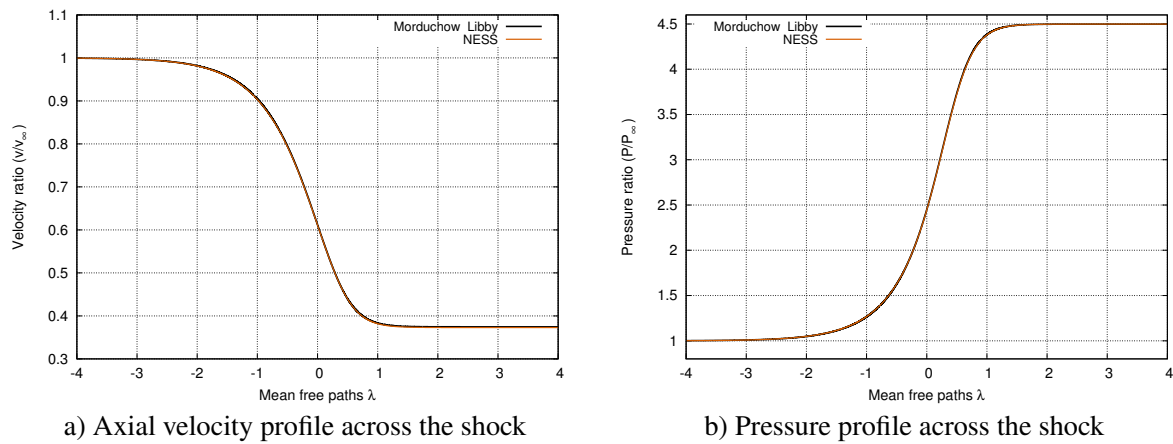 1.1
1
0.9
0.8
0.7
0.6
0.5
0.4
0.3
-4 -3 -2 -1 0 1 2 3 4
Velocity ratio (v/v∞)
Mean free paths λ
Morduchow Libby
NESS
a) Axial velocity profile across the shock
4.5
4
3.5
3
2.5
2
1.5
1
-4 -3 -2 -1 0 1 2 3 4
Pressure ratio (P/P∞)
Mean free paths λ
Morduchow Libby
NESS
b) Pressure profile across the shock